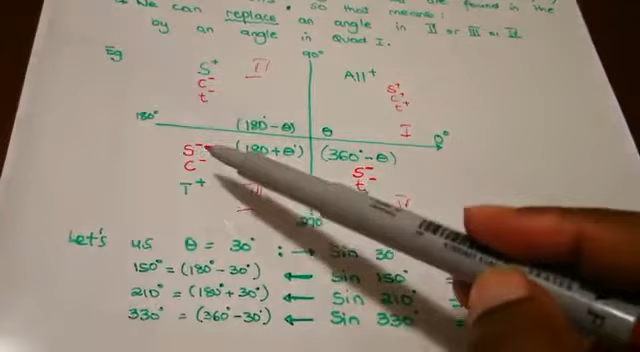 We can replace an angle in II or III or IV
by an angle in Quad I.
Eg
90°
S+ II
C-
t-
All+
S+
C+
t+
180°
(180-θ) θ I 0°
S- (180+θ) (360°-θ)
C- S-
T+ III t- IV
270
Let's us θ = 30° : → Sin 30°
150° = (180°-30°) ← Sin 150° =
210° = (180°+30°) ← Sin 210° =
330° = (360°-30°) ← Sin 330° =